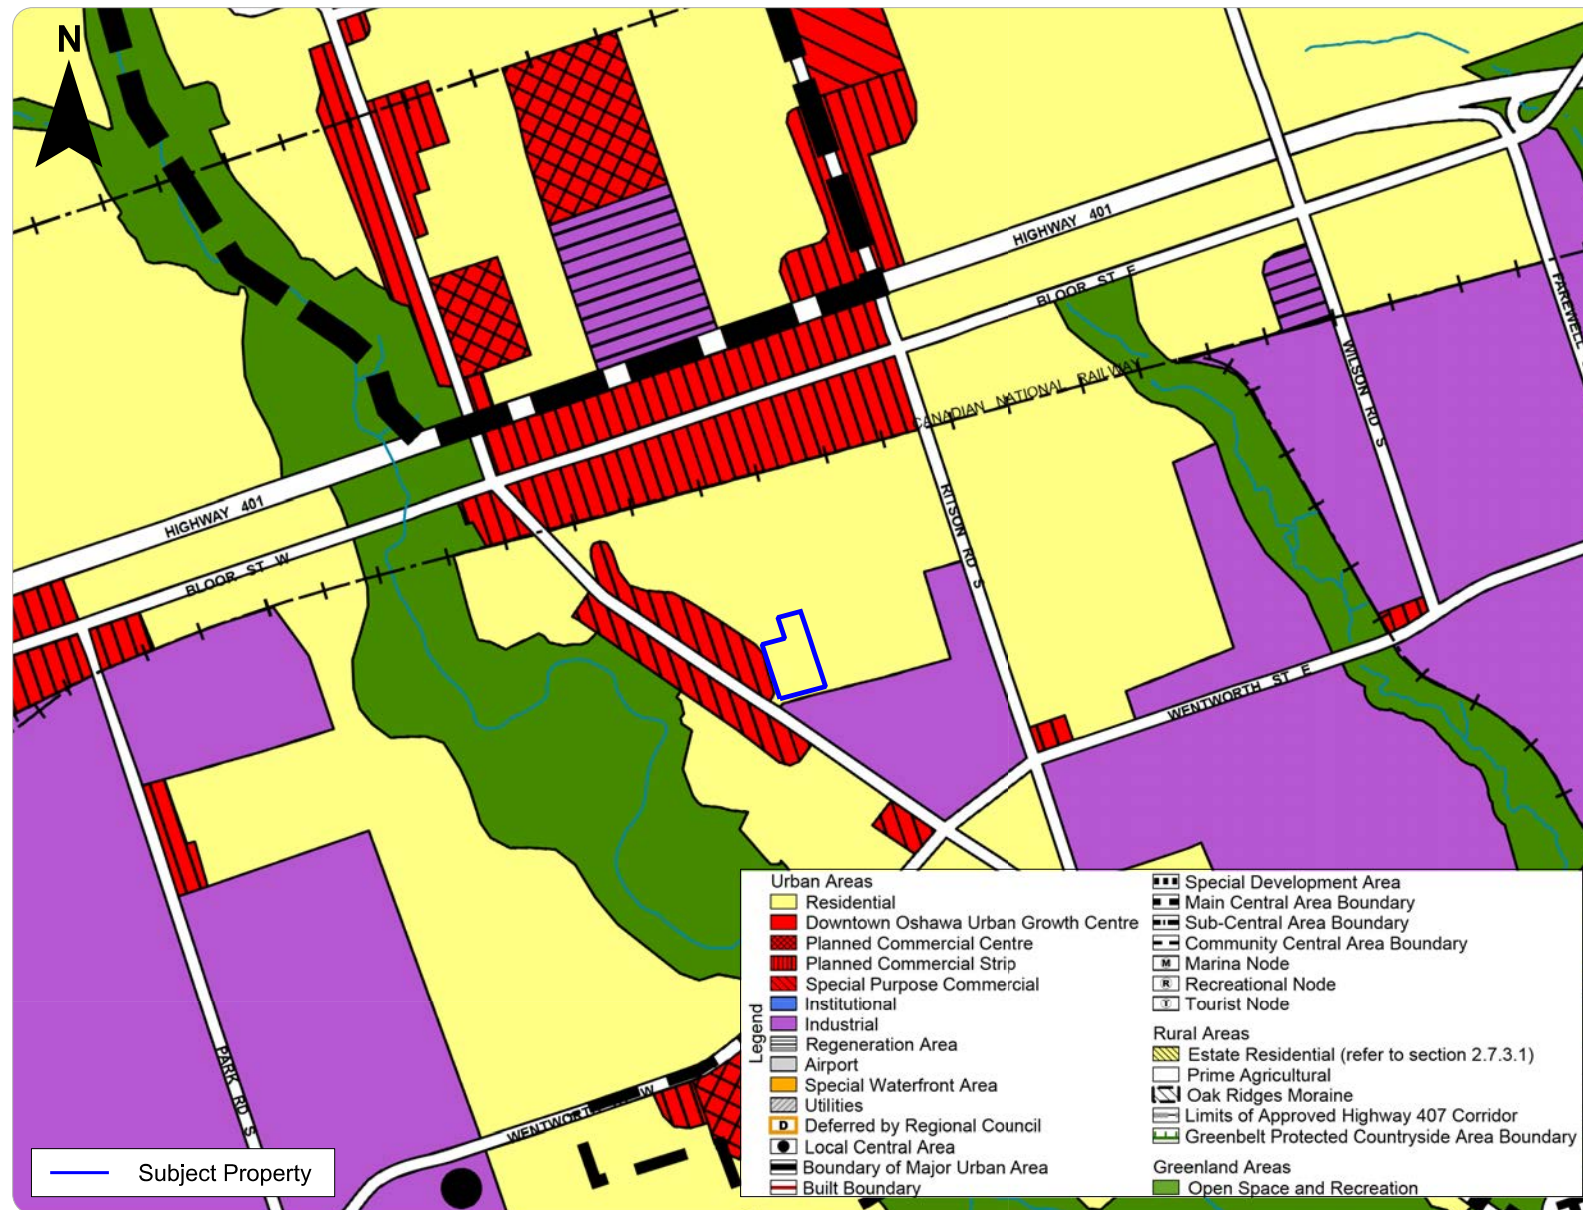 N
HIGHWAY 401
BLOOR ST E
CANADIAN NATIONAL RAILWAY
WILSON RD S
FAREWELL
HIGHWAY 401
BLOOR ST W
RITSON RD S
WENTWORTH ST E
PARK RD S
WENTWORTH W
Legend
Urban Areas
Residential
Downtown Oshawa Urban Growth Centre
Planned Commercial Centre
Planned Commercial Strip
Special Purpose Commercial
Institutional
Industrial
Regeneration Area
Airport
Special Waterfront Area
Utilities
D Deferred by Regional Council
Local Central Area
Boundary of Major Urban Area
Built Boundary
Special Development Area
Main Central Area Boundary
Sub-Central Area Boundary
Community Central Area Boundary
M Marina Node
R Recreational Node
T Tourist Node
Rural Areas
Estate Residential (refer to section 2.7.3.1)
Prime Agricultural
Oak Ridges Moraine
Limits of Approved Highway 407 Corridor
Greenbelt Protected Countryside Area Boundary
Greenland Areas
Open Space and Recreation
Subject Property